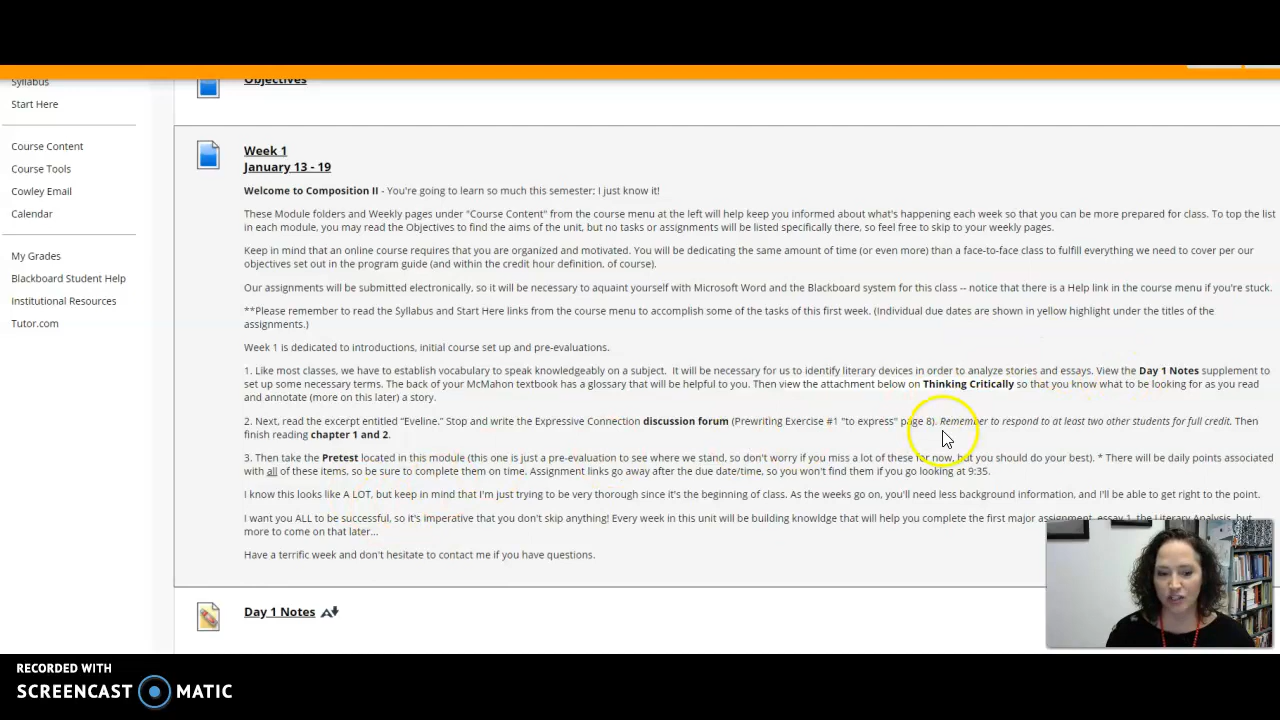 Syllabus
Start Here
Course Content
Course Tools
Cowley Email
Calendar
My Grades
Blackboard Student Help
Institutional Resources
Tutor.com
Objectives
Week 1
January 13 - 19
Welcome to Composition II - You're going to learn so much this semester; I just know it!
These Module folders and Weekly pages under "Course Content" from the course menu at the left will help keep you informed about what's happening each week so that you can be more prepared for class. To top the list
in each module, you may read the Objectives to find the aims of the unit, but no tasks or assignments will be listed specifically there, so feel free to skip to your weekly pages.
Keep in mind that an online course requires that you are organized and motivated. You will be dedicating the same amount of time (or even more) than a face-to-face class to fulfill everything we need to cover per our
objectives set out in the program guide (and within the credit hour definition, of course).
Our assignments will be submitted electronically, so it will be necessary to aquaint yourself with Microsoft Word and the Blackboard system for this class -- notice that there is a Help link in the course menu if you're stuck.
**Please remember to read the Syllabus and Start Here links from the course menu to accomplish some of the tasks of this first week. (Individual due dates are shown in yellow highlight under the titles of the
assignments.)
Week 1 is dedicated to introductions, initial course set up and pre-evaluations.
1. Like most classes, we have to establish vocabulary to speak knowledgeably on a subject. It will be necessary for us to identify literary devices in order to analyze stories and essays. View the Day 1 Notes supplement to
set up some necessary terms. The back of your McMahon textbook has a glossary that will be helpful to you. Then view the attachment below on Thinking Critically so that you know what to be looking for as you read
and annotate (more on this later) a story.
2. Next, read the excerpt entitled "Eveline." Stop and write the Expressive Connection discussion forum (Prewriting Exercise #1 "to express" page 8). Remember to respond to at least two other students for full credit. Then
finish reading chapter 1 and 2.
3. Then take the Pretest located in this module (this one is just a pre-evaluation to see where we stand, so don't worry if you miss a lot of these for now, but you should do your best). * There will be daily points associated
with all of these items, so be sure to complete them on time. Assignment links go away after the due date/time, so you won't find them if you go looking at 9:35.
I know this looks like A LOT, but keep in mind that I'm just trying to be very thorough since it's the beginning of class. As the weeks go on, you'll need less background information, and I'll be able to get right to the point.
I want you ALL to be successful, so it's imperative that you don't skip anything! Every week in this unit will be building knowldge that will help you complete the first major assignment, essay 1, the Literary Analysis, but
more to come on that later...
Have a terrific week and don't hesitate to contact me if you have questions.
Day 1 Notes
RECORDED WITH
SCREENCAST MATIC